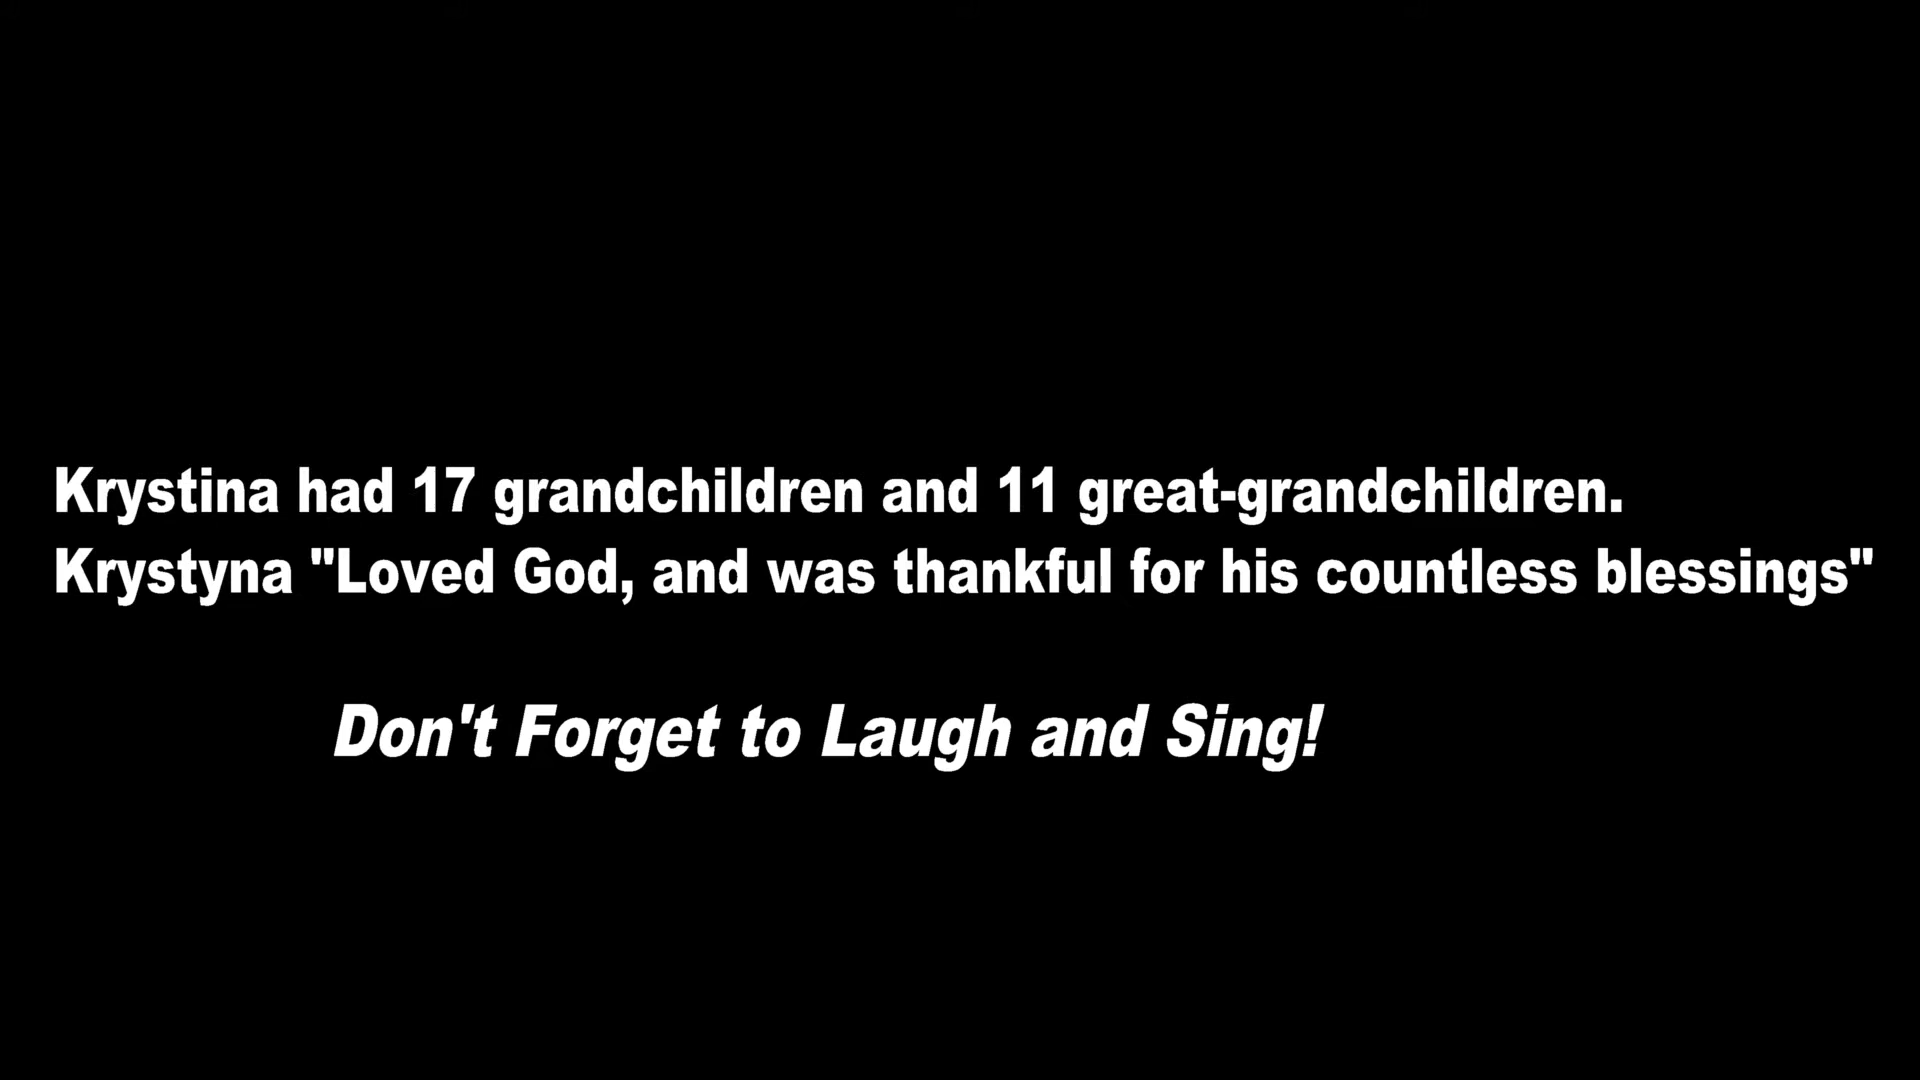 Krystina had 17 grandchildren and 11 great-grandchildren.
Krystyna "Loved God, and was thankful for his countless blessings"
Don't Forget to Laugh and Sing!